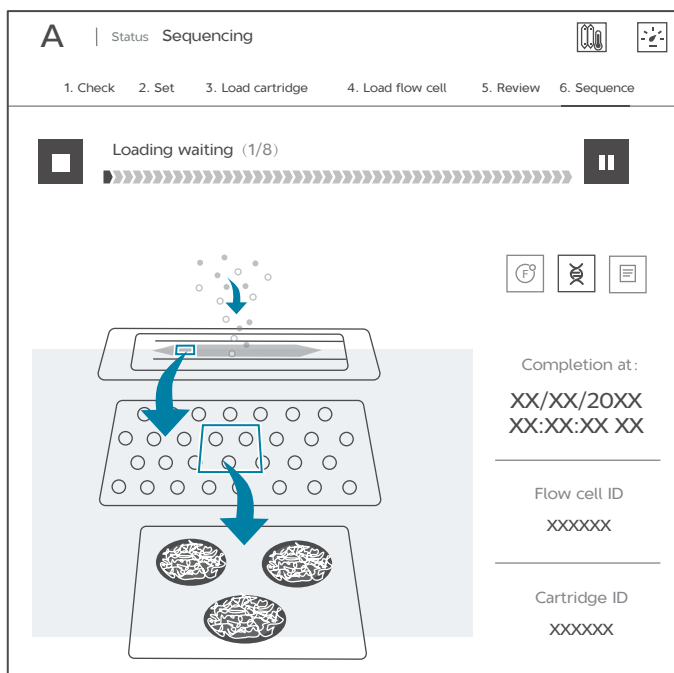 A | Status Sequencing
1. Check 2. Set 3. Load cartridge 4. Load flow cell 5. Review 6. Sequence
Loading waiting (1/8)
F
Completion at:
XX/XX/20XX
XX:XX:XX XX
Flow cell ID
XXXXXX
Cartridge ID
XXXXXX